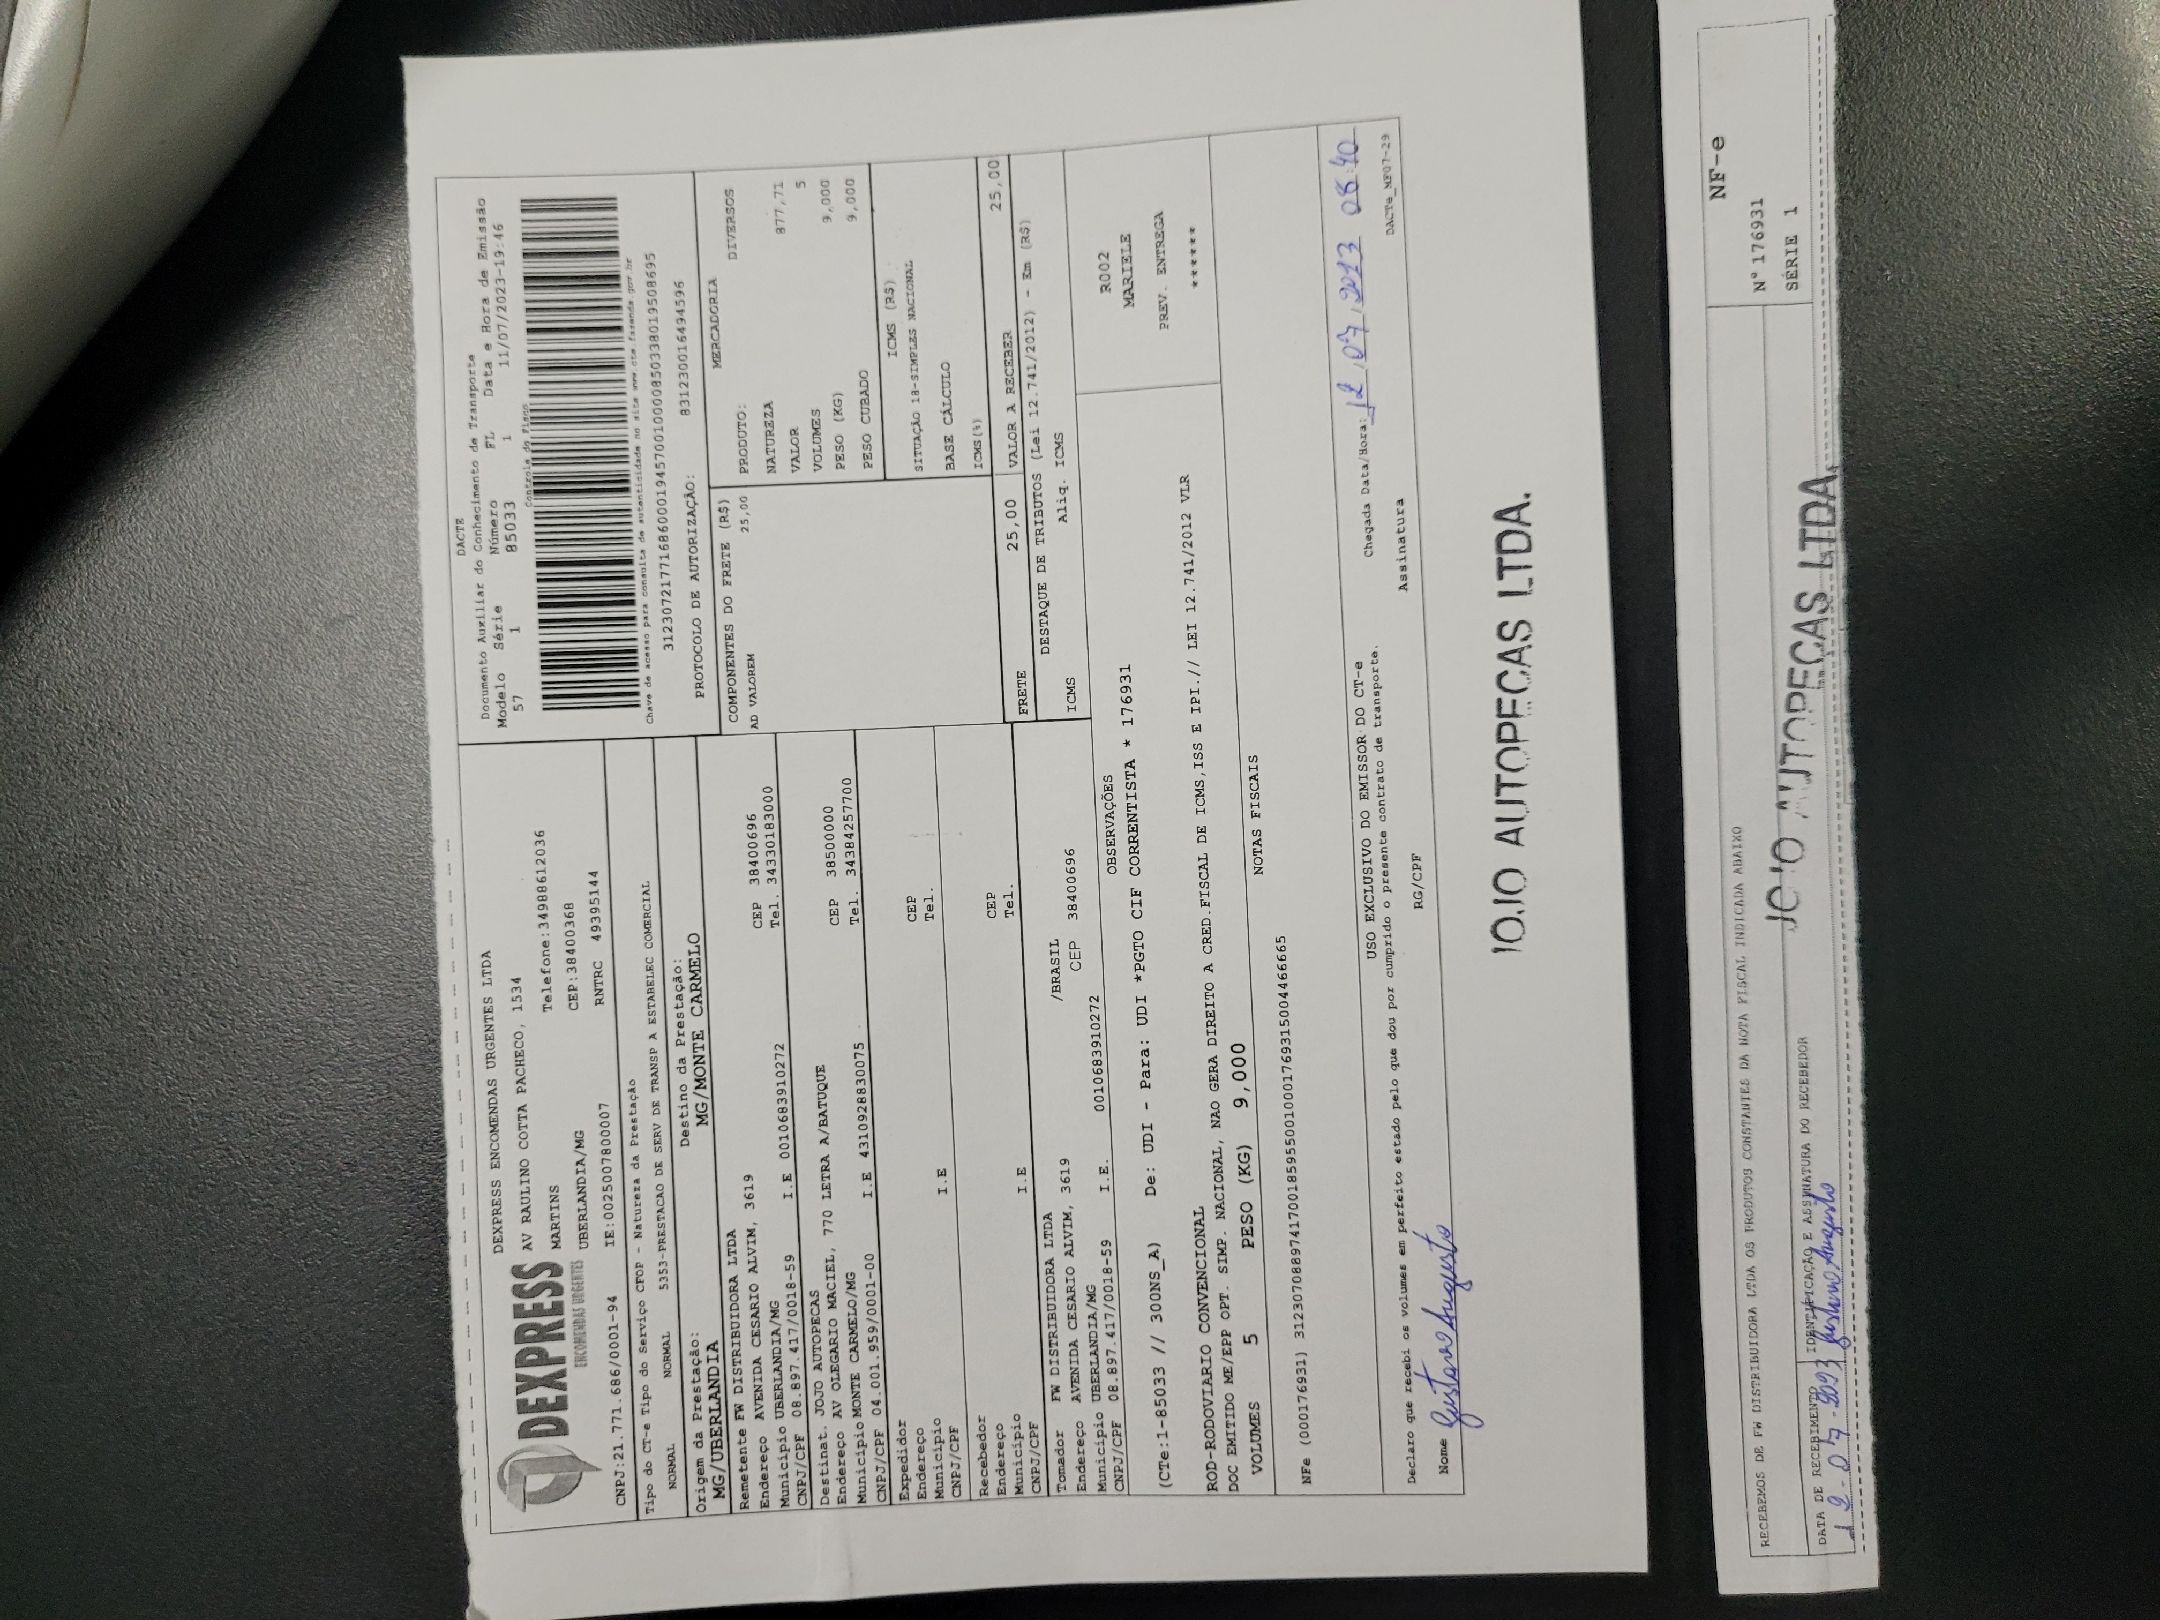 DEXPRESS
ENCOMENDAS URGENTES
DEXPRESS ENCOMENDAS URGENTES LTDA
AV RAULINO COTTA PACHECO, 1534
MARTINS Telefone:34988612036
UBERLANDIA/MG CEP:38400368
CNPJ:21.771.686/0001-94 IE:0025007800007 RNTRC 49395144
DACTE
Documento Auxiliar do Conhecimento de Transporte
Modelo Série Número FL Data e Hora de Emissão
57 1 85033 1 11/07/2023-19:46
Controle do Fisco
Chave de acesso para consulta de autenticidade no site www.cte.fazenda.gov.br
31230721771686000194570010000850338019508695
PROTOCOLO DE AUTORIZAÇÃO: 831230016494596
Tipo do CT-e Tipo do Serviço CFOP - Natureza da Prestação
NORMAL NORMAL 5353-PRESTACAO DE SERV DE TRANSP A ESTABELEC COMERCIAL
Origem da Prestação: Destino da Prestação:
MG/UBERLANDIA MG/MONTE CARMELO
Remetente FW DISTRIBUIDORA LTDA
Endereço AVENIDA CESARIO ALVIM, 3619 CEP 38400696
Município UBERLANDIA/MG Tel. 34330183000
CNPJ/CPF 08.897.417/0018-59 I.E 0010683910272
Destinat. JOJO AUTOPECAS
Endereço AV OLEGARIO MACIEL, 770 LETRA A/BATUQUE CEP 38500000
Município MONTE CARMELO/MG Tel. 34384257700
CNPJ/CPF 04.001.959/0001-00 I.E 4310928830075
Expedidor
Endereço CEP
Município Tel.
CNPJ/CPF I.E
Recebedor
Endereço CEP
Município Tel.
CNPJ/CPF I.E
Tomador FW DISTRIBUIDORA LTDA /BRASIL
Endereço AVENIDA CESARIO ALVIM, 3619 CEP 38400696
Município UBERLANDIA/MG
CNPJ/CPF 08.897.417/0018-59 I.E. 0010683910272
COMPONENTES DO FRETE (R$)
AD VALOREM 25,00
MERCADORIA
PRODUTO: DIVERSOS
NATUREZA
VALOR 877,71
VOLUMES 5
PESO (KG) 9,000
PESO CUBADO 9,000
ICMS (R$)
SITUAÇÃO 18-SIMPLES NACIONAL
BASE CÁLCULO
ICMS(%)
FRETE 25,00 VALOR A RECEBER 25,00
DESTAQUE DE TRIBUTOS (Lei 12.741/2012) - Em (R$)
ICMS Aliq. ICMS
OBSERVAÇÕES
(CTe:1-85033 // 300NS_A) De: UDI - Para: UDI *PGTO CIF CORRENTISTA * 176931
R002
MARIELE
PREV. ENTREGA
******
ROD-RODOVIARIO CONVENCIONAL
DOC EMITIDO ME/EPP OPT. SIMP. NACIONAL, NAO GERA DIREITO A CRED.FISCAL DE ICMS,ISS E IPI.// LEI 12.741/2012 VLR
VOLUMES 5 PESO (KG) 9,000 NOTAS FISCAIS
NFe (000176931) 31230708897417001859550010001769315004466665
USO EXCLUSIVO DO EMISSOR DO CT-e Chegada Data/Hora: 12/07/2023 08:40
Declaro que recebi os volumes em perfeito estado pelo que dou por cumprido o presente contrato de transporte.
Nome Gustavo Augusto RG/CPF Assinatura DACTe_MF07-29
JOJO AUTOPECAS LTDA.
RECEBEMOS DE FW DISTRIBUIDORA LTDA OS PRODUTOS CONSTANTES DA NOTA FISCAL INDICADA ABAIXO
NF-e
N° 176931
SÉRIE 1
DATA DE RECEBIMENTO IDENTIFICAÇÃO E ASSINATURA DO RECEBEDOR
12-07-2023 Gustavo Augusto
JOJO AUTOPECAS LTDA.